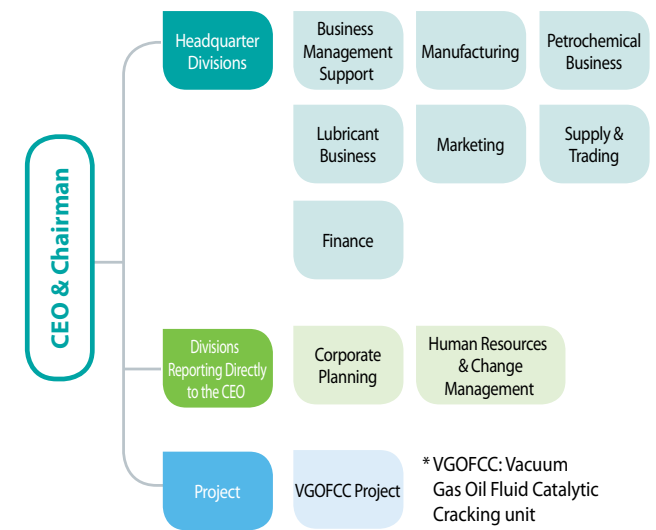 CEO & Chairman
Headquarter
Divisions
Business
Management
Support
Manufacturing
Petrochemical
Business
Lubricant
Business
Marketing
Supply &
Trading
Finance
Divisions
Reporting Directly
to the CEO
Corporate
Planning
Human Resources
& Change
Management
Project
VGOFCC Project
* VGOFCC: Vacuum
Gas Oil Fluid Catalytic
Cracking unit